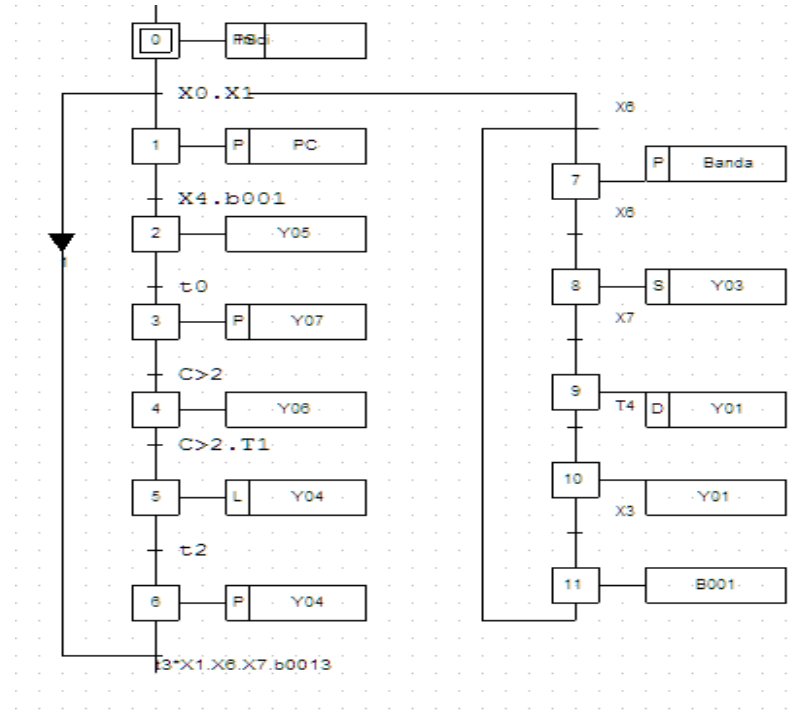 0
X0.X1
X6
1 P PC
P Banda
7
X4.b001
X6
2 Y05
t0
8 S Y03
3 P Y07
X7
C>2
9
T4 D Y01
4 Y06
C>2.T1
10
5 L Y04
Y01
X3
t2
11 B001
6 P Y04
t3*X1.X6.X7.b0013